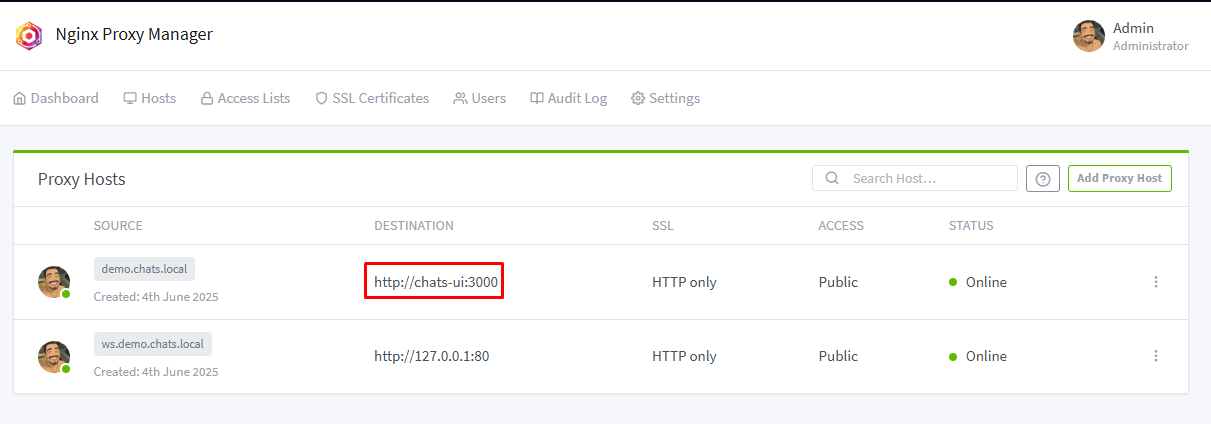 Nginx Proxy Manager
Admin
Administrator
Dashboard Hosts Access Lists SSL Certificates Users Audit Log Settings
Proxy Hosts
Search Host...
Add Proxy Host
SOURCE DESTINATION SSL ACCESS STATUS
demo.chats.local
Created: 4th June 2025
http://chats-ui:3000 HTTP only Public Online
ws.demo.chats.local
Created: 4th June 2025
http://127.0.0.1:80 HTTP only Public Online